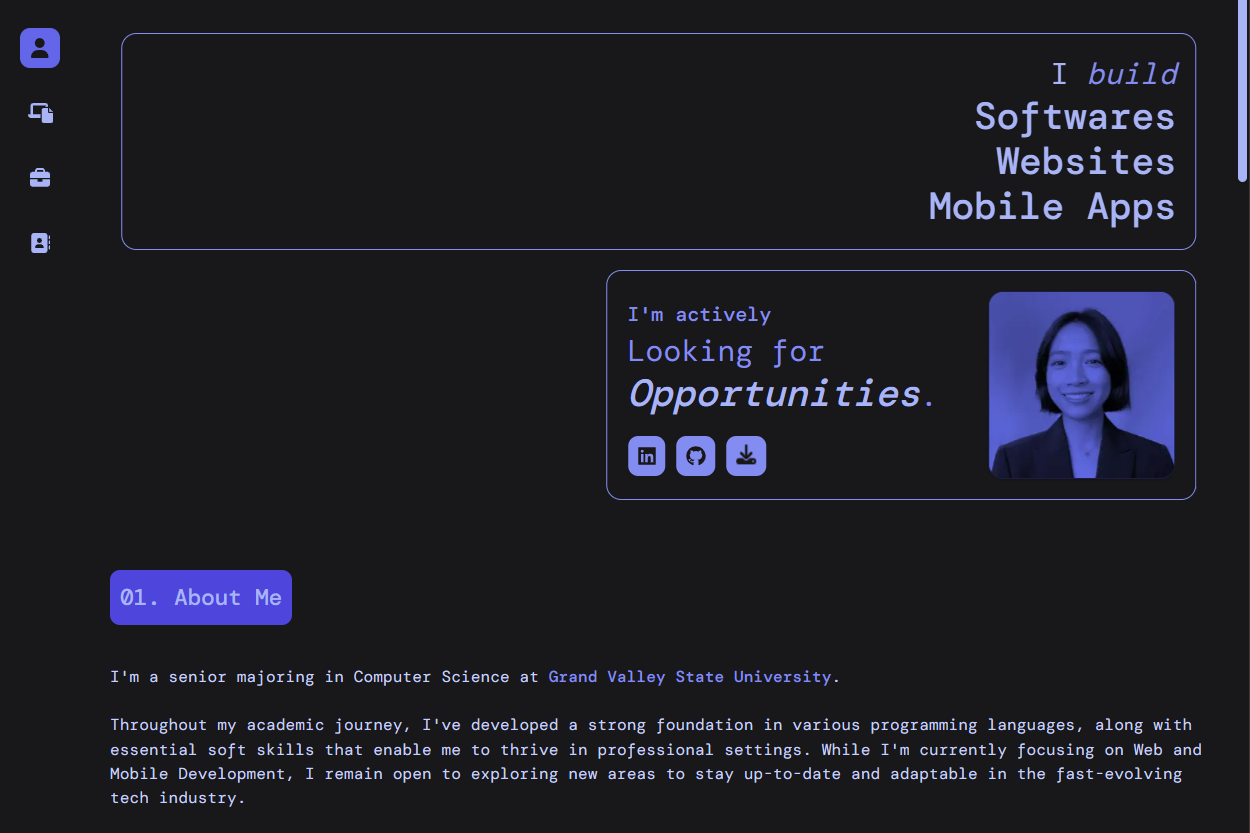 I build
Softwares
Websites
Mobile Apps
I'm actively
Looking for
Opportunities.
in
01. About Me
I'm a senior majoring in Computer Science at Grand Valley State University.
Throughout my academic journey, I've developed a strong foundation in various programming languages, along with
essential soft skills that enable me to thrive in professional settings. While I'm currently focusing on Web and
Mobile Development, I remain open to exploring new areas to stay up-to-date and adaptable in the fast-evolving
tech industry.